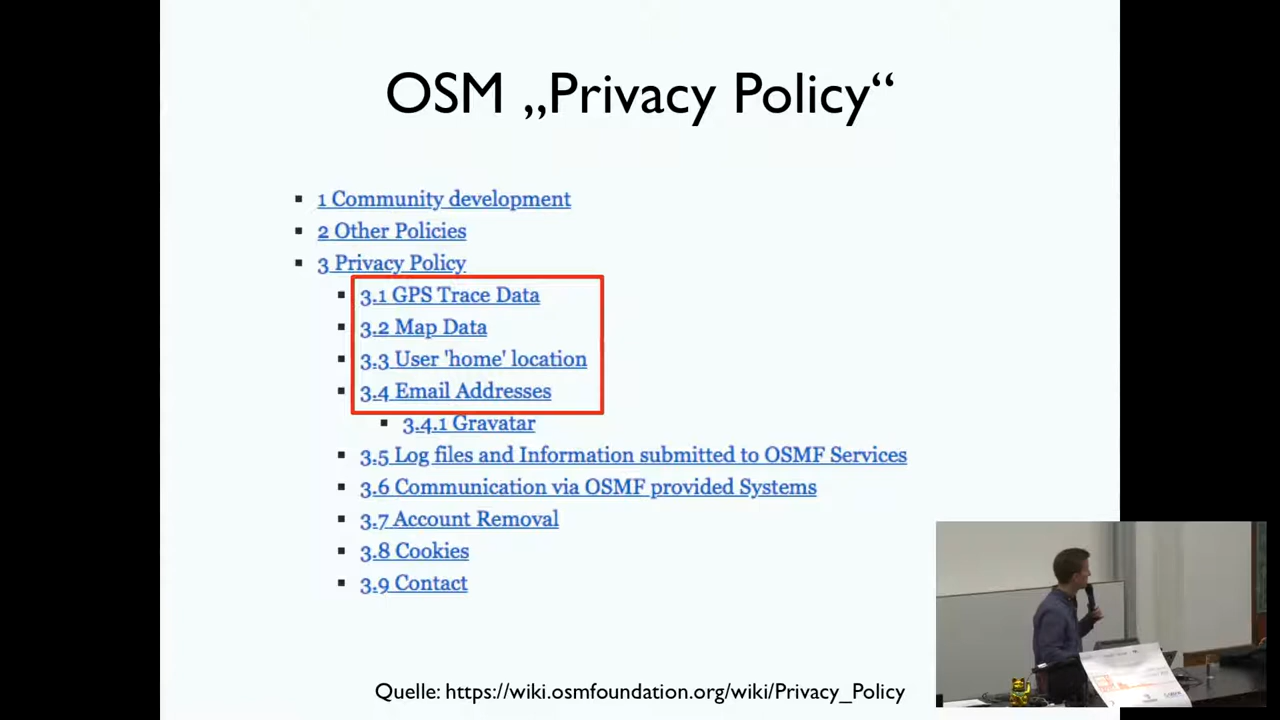 OSM „Privacy Policy“
1 Community development
2 Other Policies
3 Privacy Policy
3.1 GPS Trace Data
3.2 Map Data
3.3 User 'home' location
3.4 Email Addresses
3.4.1 Gravatar
3.5 Log files and Information submitted to OSMF Services
3.6 Communication via OSMF provided Systems
3.7 Account Removal
3.8 Cookies
3.9 Contact
Quelle: https://wiki.osmfoundation.org/wiki/Privacy_Policy